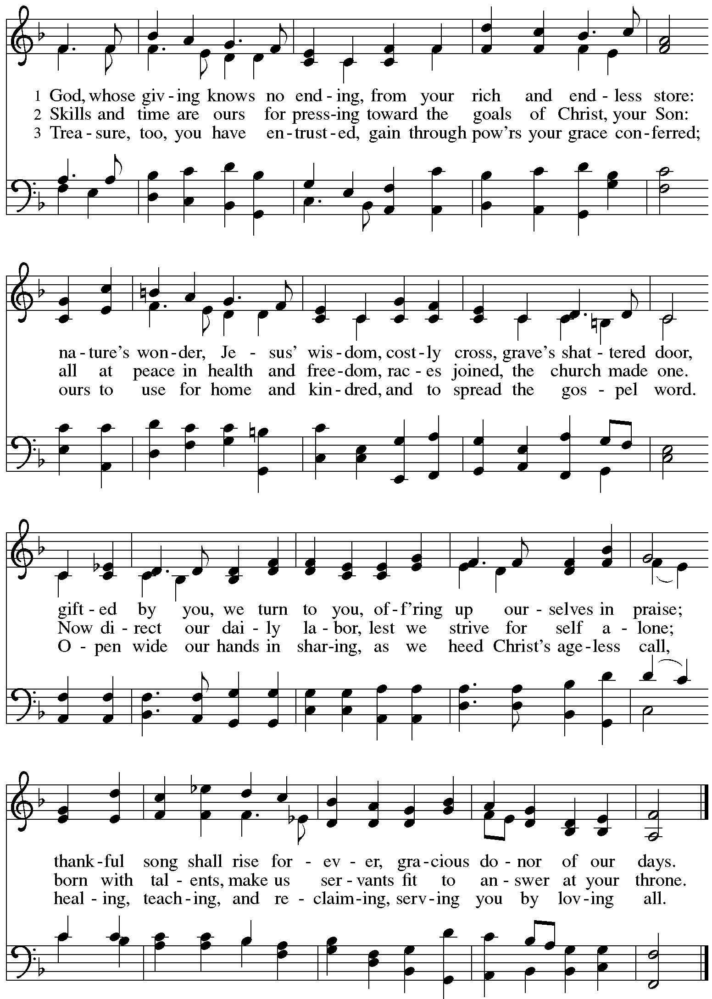 1 God, whose giv - ing knows no end - ing, from your rich and end - less store:
2 Skills and time are ours for press - ing toward the goals of Christ, your Son:
3 Trea - sure, too, you have en - trust - ed, gain through pow'rs your grace con - ferred;
na - ture's won - der, Je - sus' wis - dom, cost - ly cross, grave's shat - tered door,
all at peace in health and free - dom, rac - es joined, the church made one.
ours to use for home and kin - dred, and to spread the gos - pel word.
gift - ed by you, we turn to you, of - f'ring up our - selves in praise;
Now di - rect our dai - ly la - bor, lest we strive for self a - lone;
O - pen wide our hands in shar - ing, as we heed Christ's age - less call,
thank - ful song shall rise for - ev - er, gra - cious do - nor of our days.
born with tal - ents, make us ser - vants fit to an - swer at your throne.
heal - ing, teach - ing, and re - claim - ing, serv - ing you by lov - ing all.